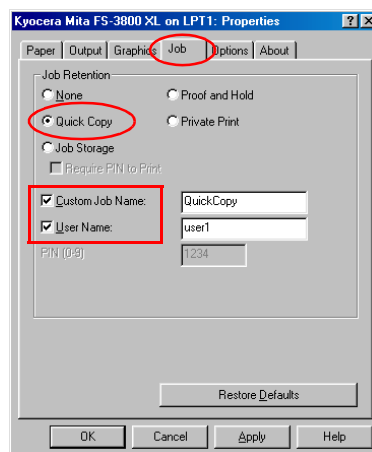 Kyocera Mita FS-3800 XL on LPT1: Properties ? x
Paper Output Graphics Job Options About
Job Retention
None Proof and Hold
Quick Copy Private Print
Job Storage
Require PIN to Print
Custom Job Name: QuickCopy
User Name: user1
PIN (0-9) 1234
Restore Defaults
OK Cancel Apply Help